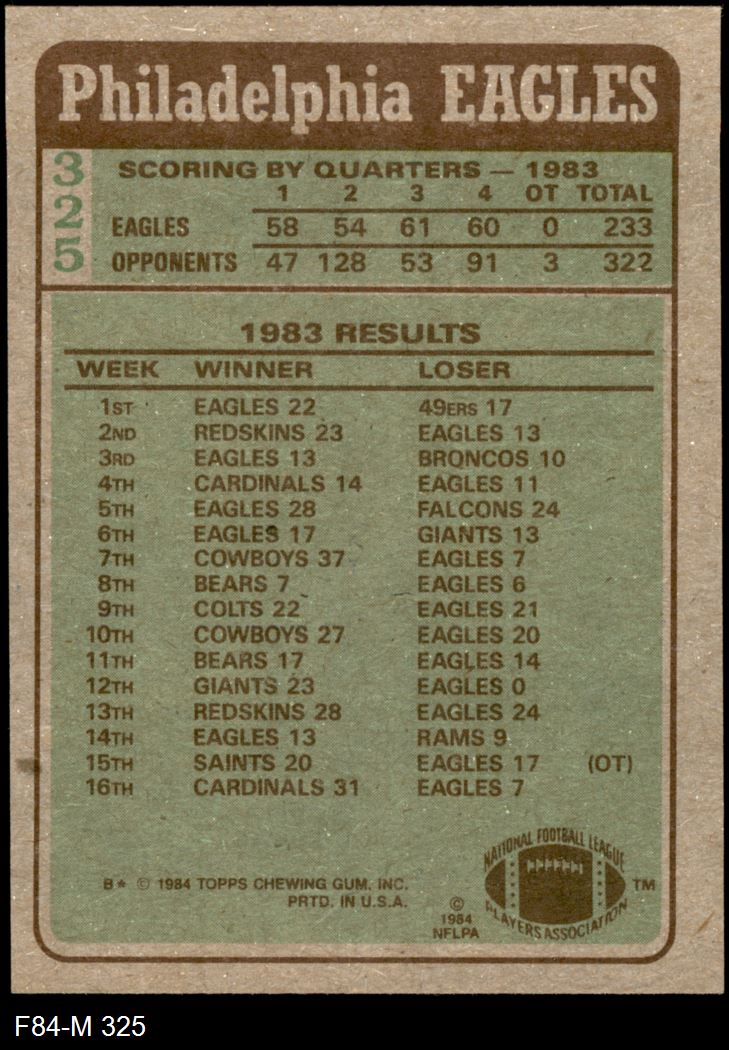 Philadelphia EAGLES
325
SCORING BY QUARTERS — 1983
1 2 3 4 OT TOTAL
EAGLES 58 54 61 60 0 233
OPPONENTS 47 128 53 91 3 322
1983 RESULTS
WEEK WINNER LOSER
1ST EAGLES 22 49ERS 17
2ND REDSKINS 23 EAGLES 13
3RD EAGLES 13 BRONCOS 10
4TH CARDINALS 14 EAGLES 11
5TH EAGLES 28 FALCONS 24
6TH EAGLES 17 GIANTS 13
7TH COWBOYS 37 EAGLES 7
8TH BEARS 7 EAGLES 6
9TH COLTS 22 EAGLES 21
10TH COWBOYS 27 EAGLES 20
11TH BEARS 17 EAGLES 14
12TH GIANTS 23 EAGLES 0
13TH REDSKINS 28 EAGLES 24
14TH EAGLES 13 RAMS 9
15TH SAINTS 20 EAGLES 17 (OT)
16TH CARDINALS 31 EAGLES 7
B* © 1984 TOPPS CHEWING GUM, INC.
PRTD. IN U.S.A.
NATIONAL FOOTBALL LEAGUE
PLAYERS ASSOCIATION
TM
©
1984
NFLPA
F84-M 325